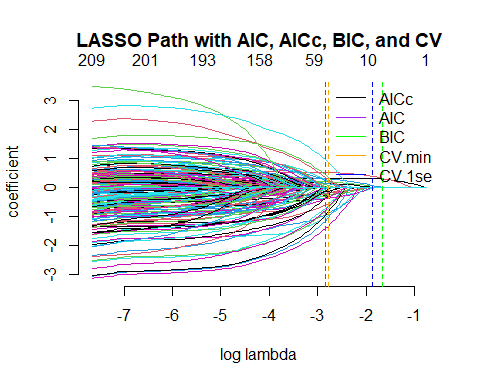 LASSO Path with AIC, AICc, BIC, and CV
209 201 193 158 59 10 1
AICc
AIC
BIC
CV.min
CV.1se
3
2
1
0
-1
-2
-3
coefficient
-7 -6 -5 -4 -3 -2 -1
log lambda